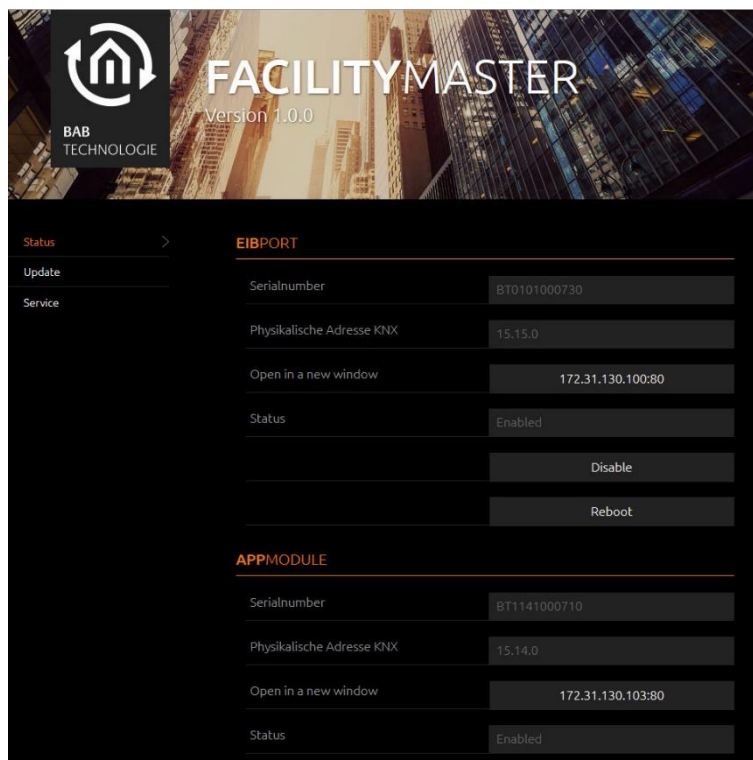 BAB
TECHNOLOGIE
FACILITYMASTER
Version 1.0.0
Status
Update
Service
EIBPORT
Serialnumber BT0101000730
Physikalische Adresse KNX 15.15.0
Open in a new window 172.31.130.100:80
Status Enabled
Disable
Reboot
APPMODULE
Serialnumber BT1141000710
Physikalische Adresse KNX 15.14.0
Open in a new window 172.31.130.103:80
Status Enabled